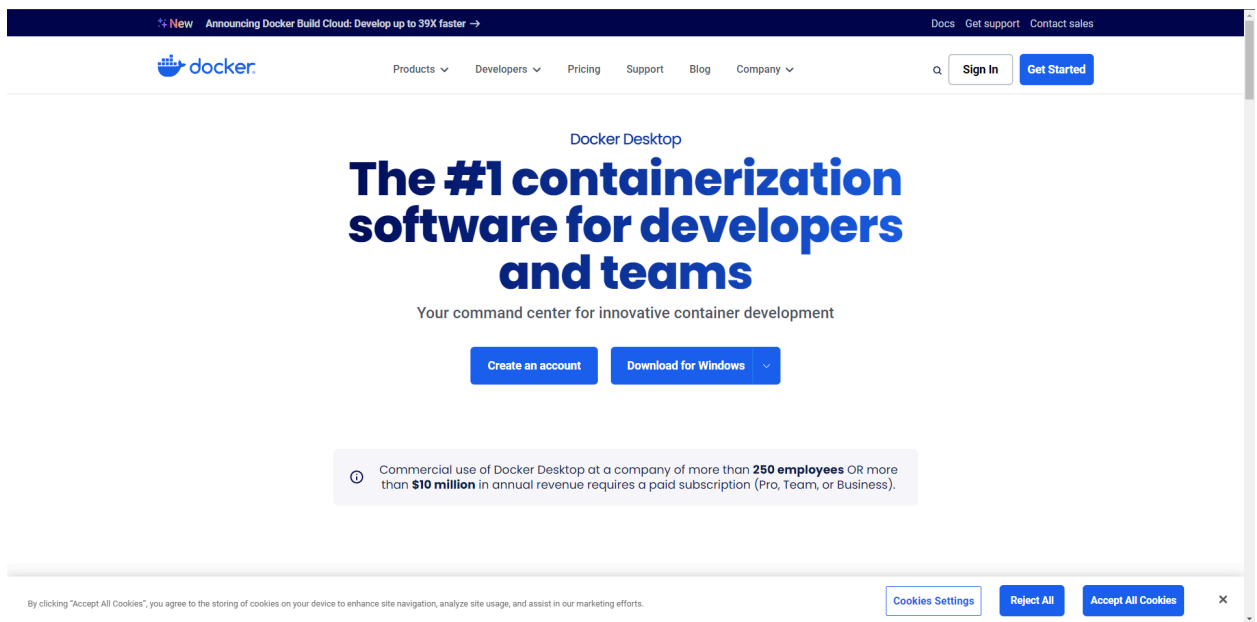 New Announcing Docker Build Cloud: Develop up to 39X faster →
Docs Get support Contact sales
docker.
Products Developers Pricing Support Blog Company
Sign In Get Started
Docker Desktop
The #1 containerization
software for developers
and teams
Your command center for innovative container development
Create an account Download for Windows
Commercial use of Docker Desktop at a company of more than 250 employees OR more
than $10 million in annual revenue requires a paid subscription (Pro, Team, or Business).
By clicking "Accept All Cookies", you agree to the storing of cookies on your device to enhance site navigation, analyze site usage, and assist in our marketing efforts.
Cookies Settings Reject All Accept All Cookies